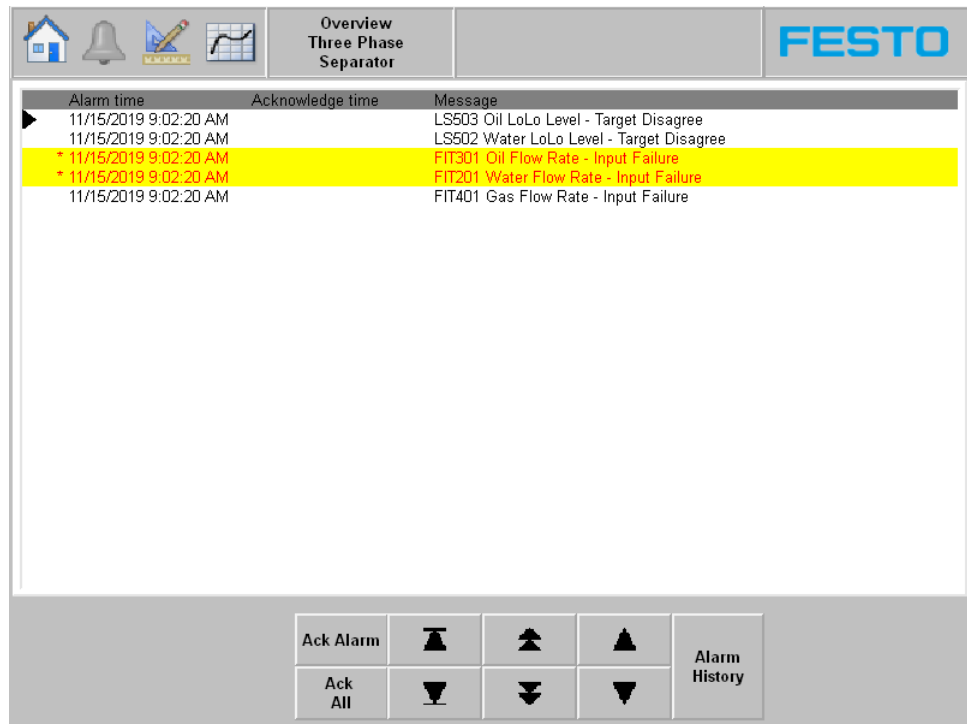 Overview
Three Phase
Separator
FESTO
Alarm time Acknowledge time Message
11/15/2019 9:02:20 AM LS503 Oil LoLo Level - Target Disagree
11/15/2019 9:02:20 AM LS502 Water LoLo Level - Target Disagree
* 11/15/2019 9:02:20 AM FIT301 Oil Flow Rate - Input Failure
* 11/15/2019 9:02:20 AM FIT201 Water Flow Rate - Input Failure
11/15/2019 9:02:20 AM FIT401 Gas Flow Rate - Input Failure
Ack Alarm
Ack
All
Alarm
History